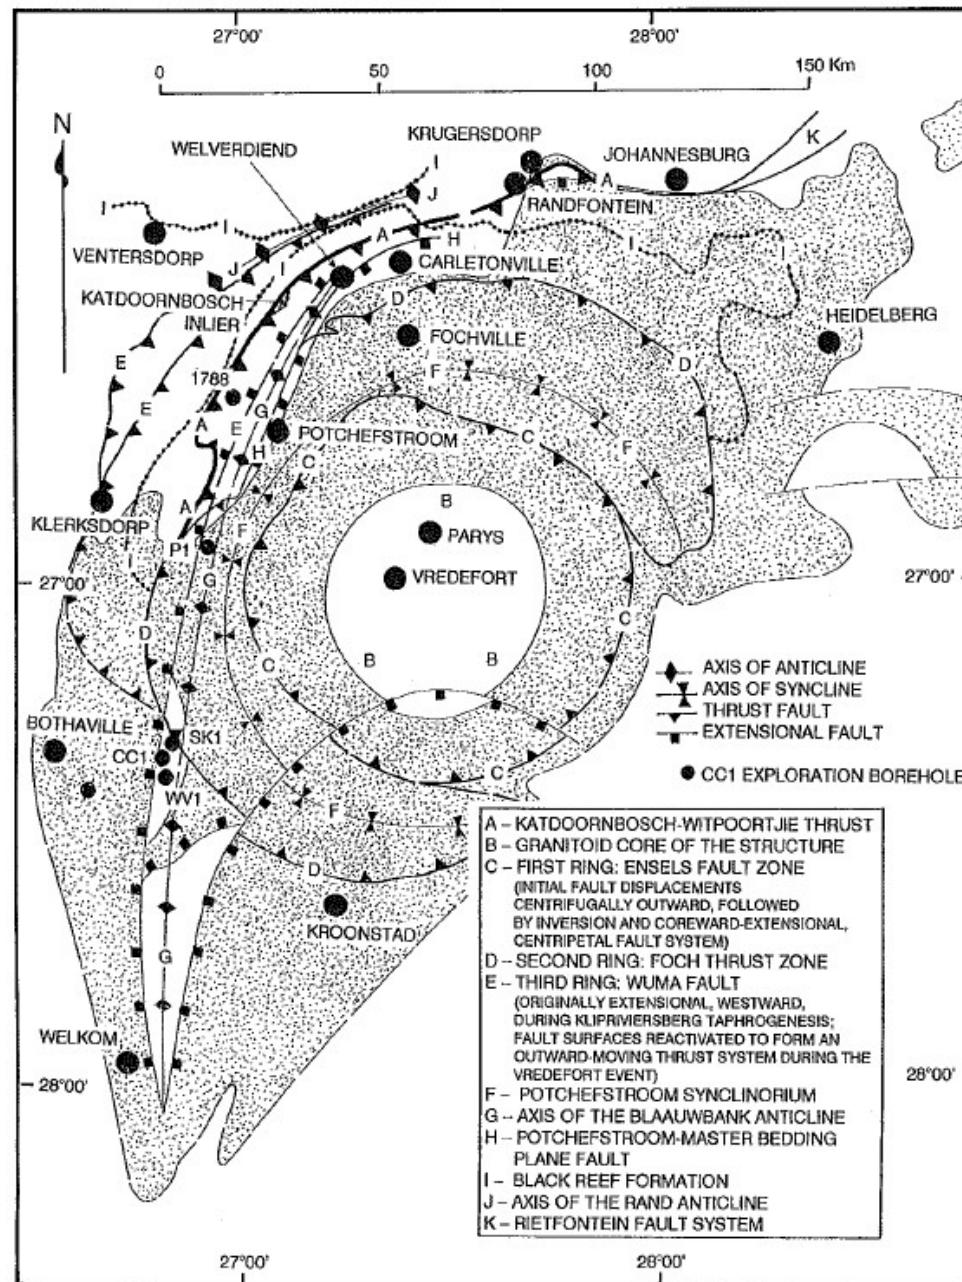 27°00'
28°00'
0
50
100
150 Km
N
KRUGERSDORP
K
WELVERDIEND
JOHANNESBURG
I
A
J
RANDFONTEIN
I
I
VENTERSDORP
A
H
I
I
J
I
CARLETONVILLE
KATDOORNBOSCH
INLIER
D
HEIDELBERG
FOCHVILLE
E
F
D
1788
G
E
A
E
POTCHEFSTROOM
C
H
C
F
B
KLERKSDORP
A
PARYS
P1
F
I
27°00'
G
VREDEFORT
27°00'
D
C
C
B
B
AXIS OF ANTICLINE
AXIS OF SYNCLINE
THRUST FAULT
EXTENSIONAL FAULT
BOTHAVILLE
SK1
CC1
CC1 EXPLORATION BOREHOLE
WV1
C
F
D
KROONSTAD
G
WELKOM
28°00'
28°00'
A – KATDOORNBOSCH-WITPOORTJIE THRUST
B – GRANITOID CORE OF THE STRUCTURE
C – FIRST RING: ENSELS FAULT ZONE
(INITIAL FAULT DISPLACEMENTS
CENTRIFUGALLY OUTWARD, FOLLOWED
BY INVERSION AND COREWARD-EXTENSIONAL,
CENTRIPETAL FAULT SYSTEM)
D – SECOND RING: FOCH THRUST ZONE
E – THIRD RING: WUMA FAULT
(ORIGINALLY EXTENSIONAL, WESTWARD,
DURING KLIPRIVIERSBERG TAPHROGENESIS;
FAULT SURFACES REACTIVATED TO FORM AN
OUTWARD-MOVING THRUST SYSTEM DURING THE
VREDEFORT EVENT)
F – POTCHEFSTROOM SYNCLINORIUM
G – AXIS OF THE BLAAUWBANK ANTICLINE
H – POTCHEFSTROOM-MASTER BEDDING
PLANE FAULT
I – BLACK REEF FORMATION
J – AXIS OF THE RAND ANTICLINE
K – RIETFONTEIN FAULT SYSTEM
27°00'
28°00'